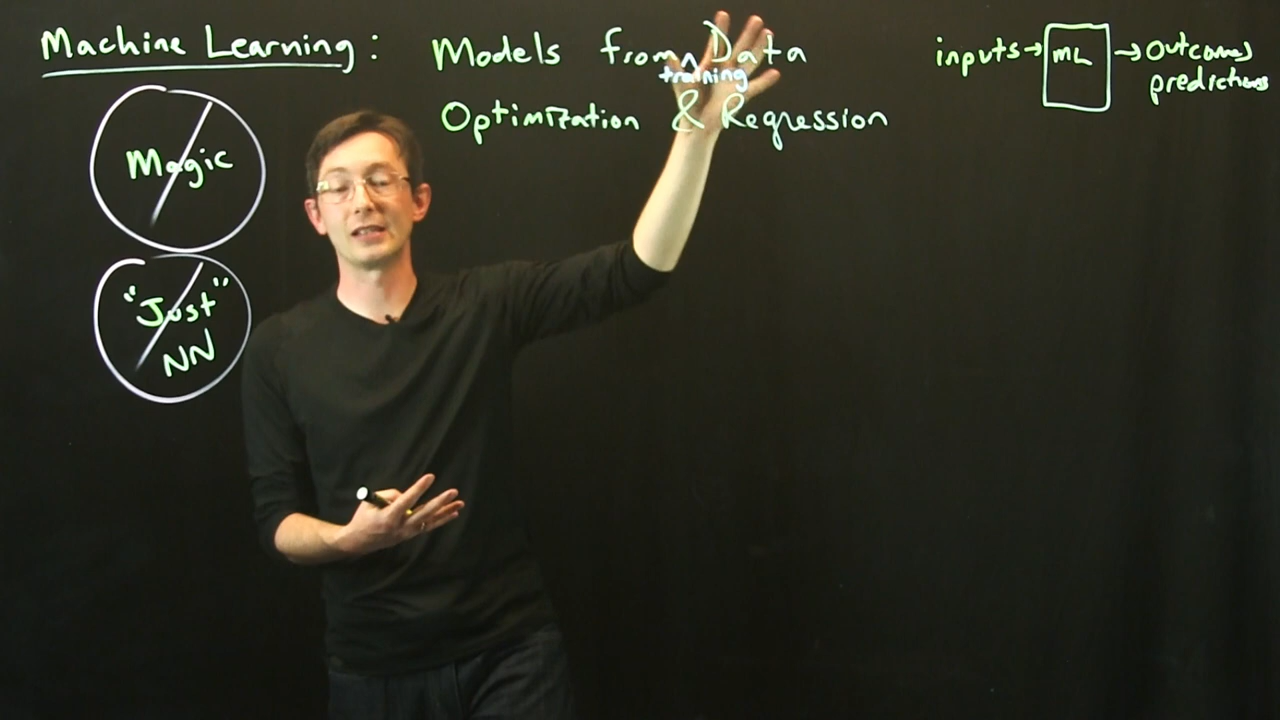 Machine Learning: Models from Data
training
Optimization & Regression
inputs → ML → Outcomes
predictions
Magic
"Just"
NN